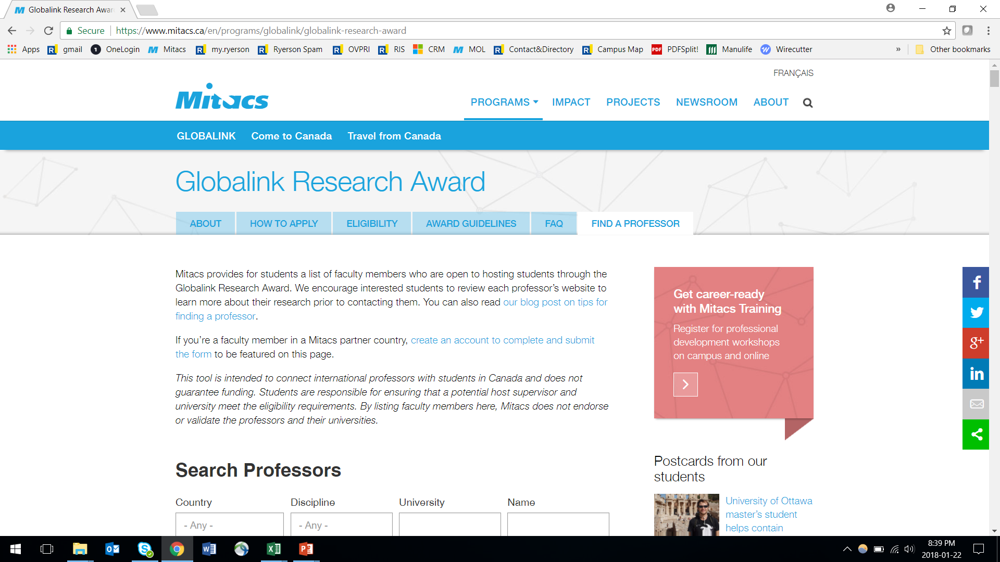 Globalink Research Awar
Secure https://www.mitacs.ca/en/programs/globalink/globalink-research-award
Apps gmail OneLogin Mitacs my.ryerson Ryerson Spam OVPRI RIS CRM MOL Contact&Directory Campus Map PDFSplit! Manulife Wirecutter » Other bookmarks
FRANÇAIS
Mitacs
PROGRAMS IMPACT PROJECTS NEWSROOM ABOUT
GLOBALINK Come to Canada Travel from Canada
Globalink Research Award
ABOUT HOW TO APPLY ELIGIBILITY AWARD GUIDELINES FAQ FIND A PROFESSOR
Mitacs provides for students a list of faculty members who are open to hosting students through the
Globalink Research Award. We encourage interested students to review each professor's website to
learn more about their research prior to contacting them. You can also read our blog post on tips for
finding a professor.
If you're a faculty member in a Mitacs partner country, create an account to complete and submit
the form to be featured on this page.
This tool is intended to connect international professors with students in Canada and does not
guarantee funding. Students are responsible for ensuring that a potential host supervisor and
university meet the eligibility requirements. By listing faculty members here, Mitacs does not endorse
or validate the professors and their universities.
Search Professors
Country Discipline University Name
- Any - - Any -
Get career-ready
with Mitacs Training
Register for professional
development workshops
on campus and online
Postcards from our
students
University of Ottawa
master's student
helps contain
8:39 PM
2018-01-22